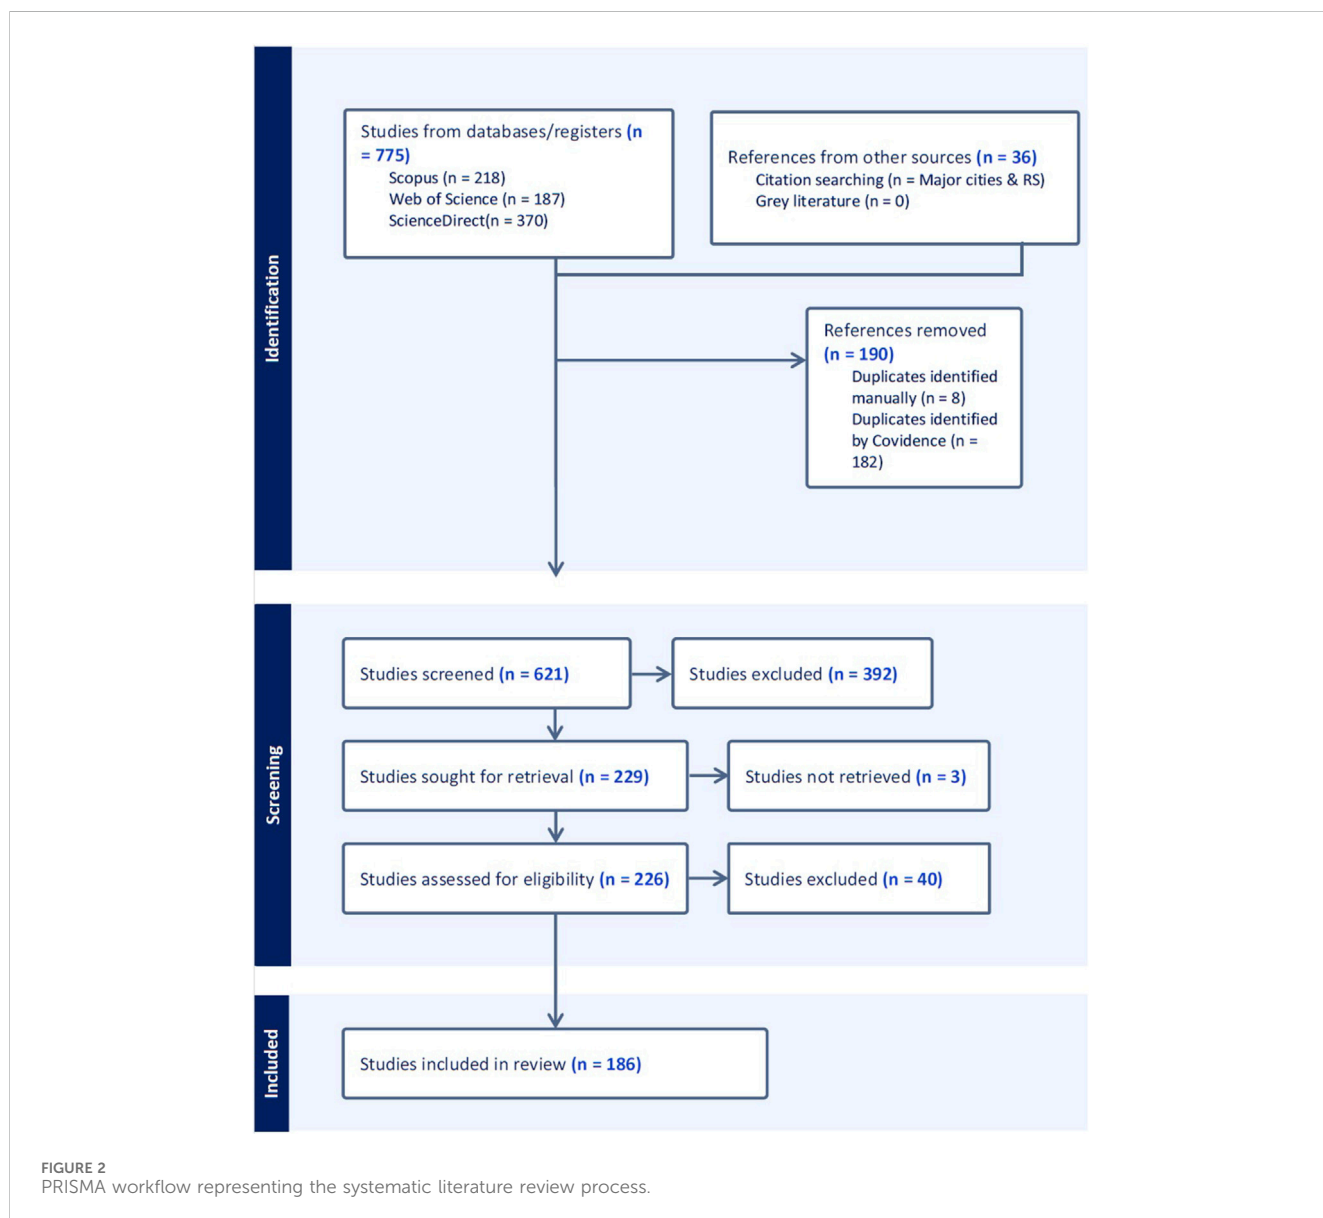 Identification
Studies from databases/registers (n
= 775)
Scopus (n = 218)
Web of Science (n = 187)
ScienceDirect(n = 370)
References from other sources (n = 36)
Citation searching (n = Major cities & RS)
Grey literature (n = 0)
References removed
(n = 190)
Duplicates identified
manually (n = 8)
Duplicates identified
by Covidence (n =
182)
Screening
Studies screened (n = 621)
Studies excluded (n = 392)
Studies sought for retrieval (n = 229)
Studies not retrieved (n = 3)
Studies assessed for eligibility (n = 226)
Studies excluded (n = 40)
Included
Studies included in review (n = 186)
FIGURE 2
PRISMA workflow representing the systematic literature review process.